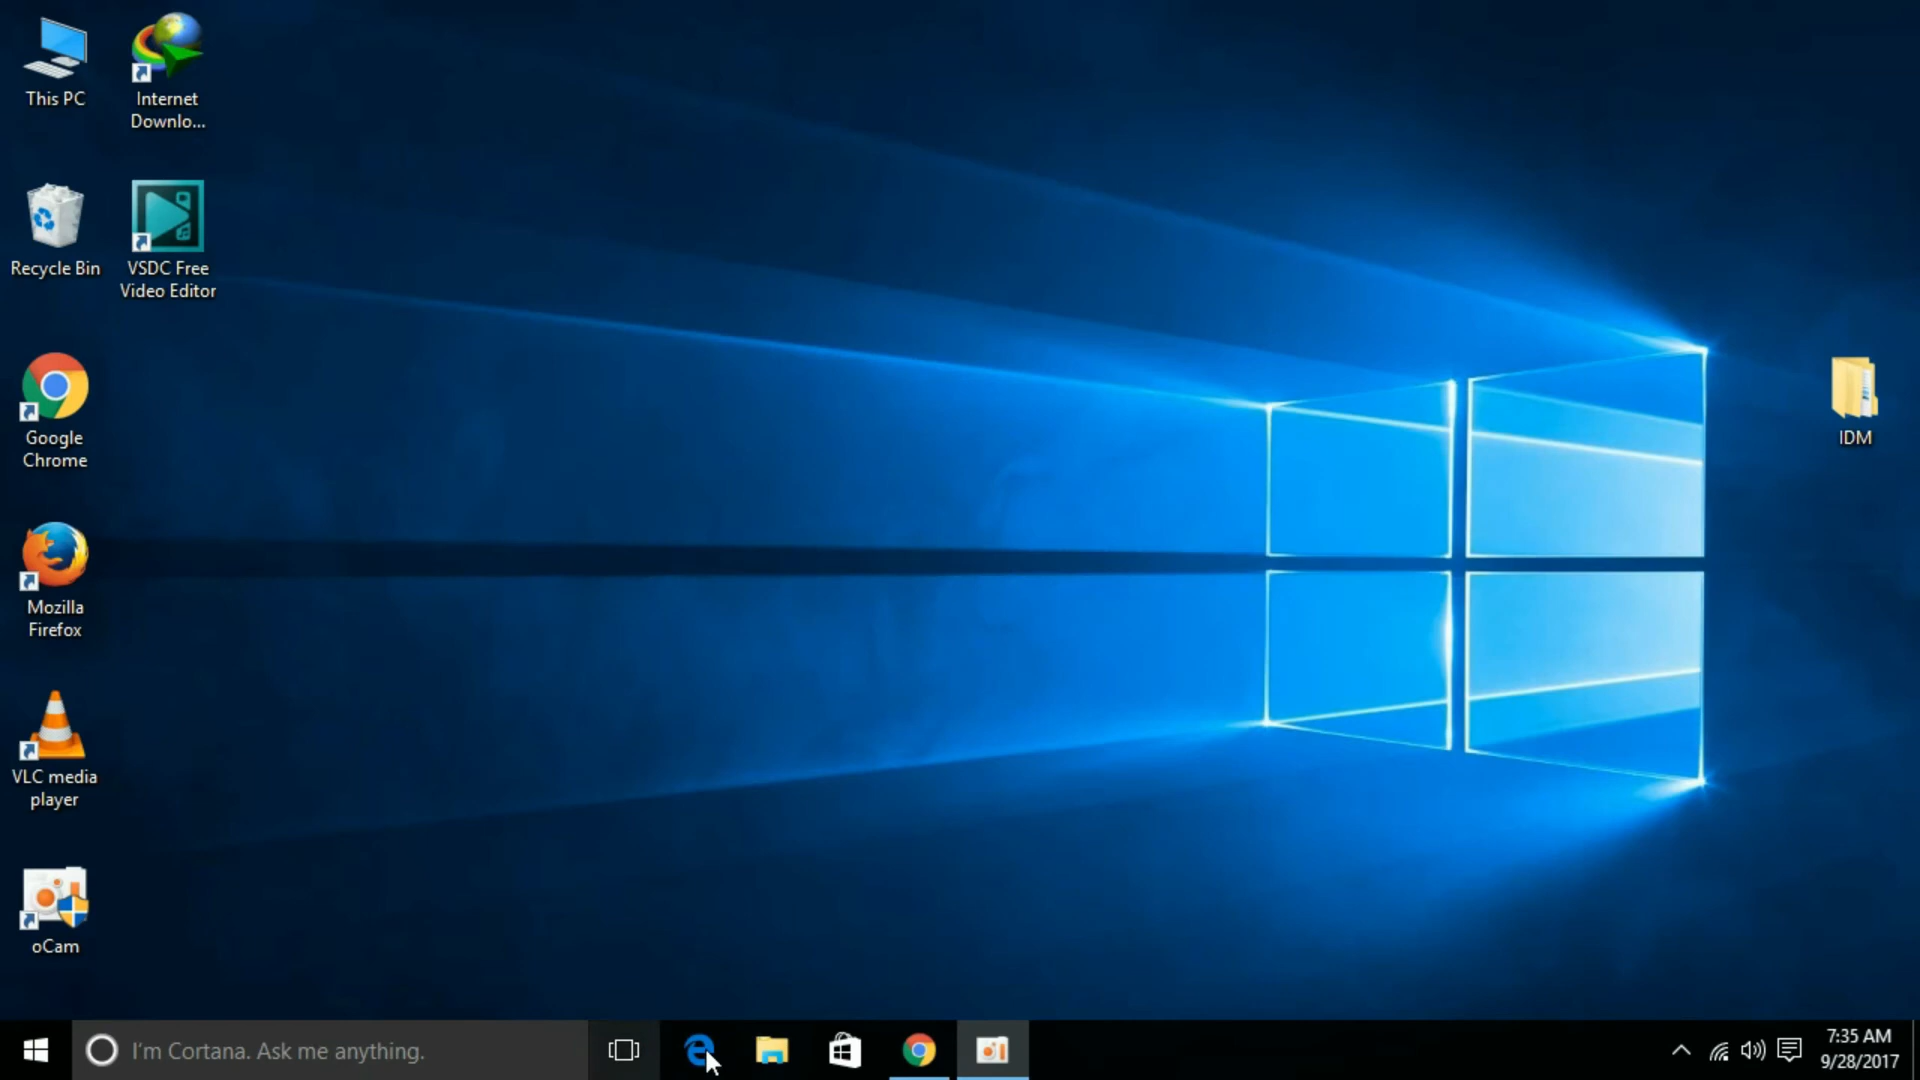 This PC
Internet
Downlo...
Recycle Bin
VSDC Free
Video Editor
Google
Chrome
IDM
Mozilla
Firefox
VLC media
player
oCam
I'm Cortana. Ask me anything.
7:35 AM
9/28/2017